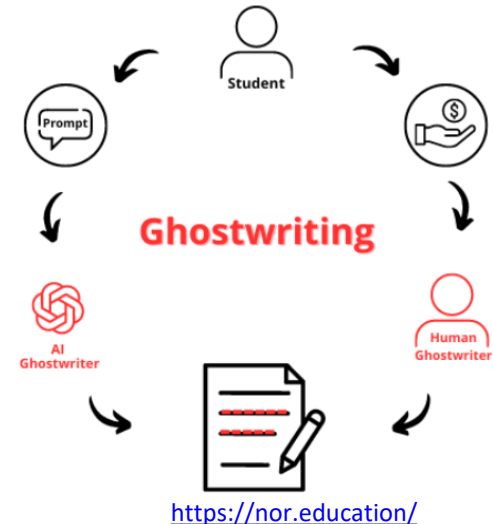 Student
Prompt
$
Ghostwriting
AI
Ghostwriter
Human
Ghostwriter
https://nor.education/